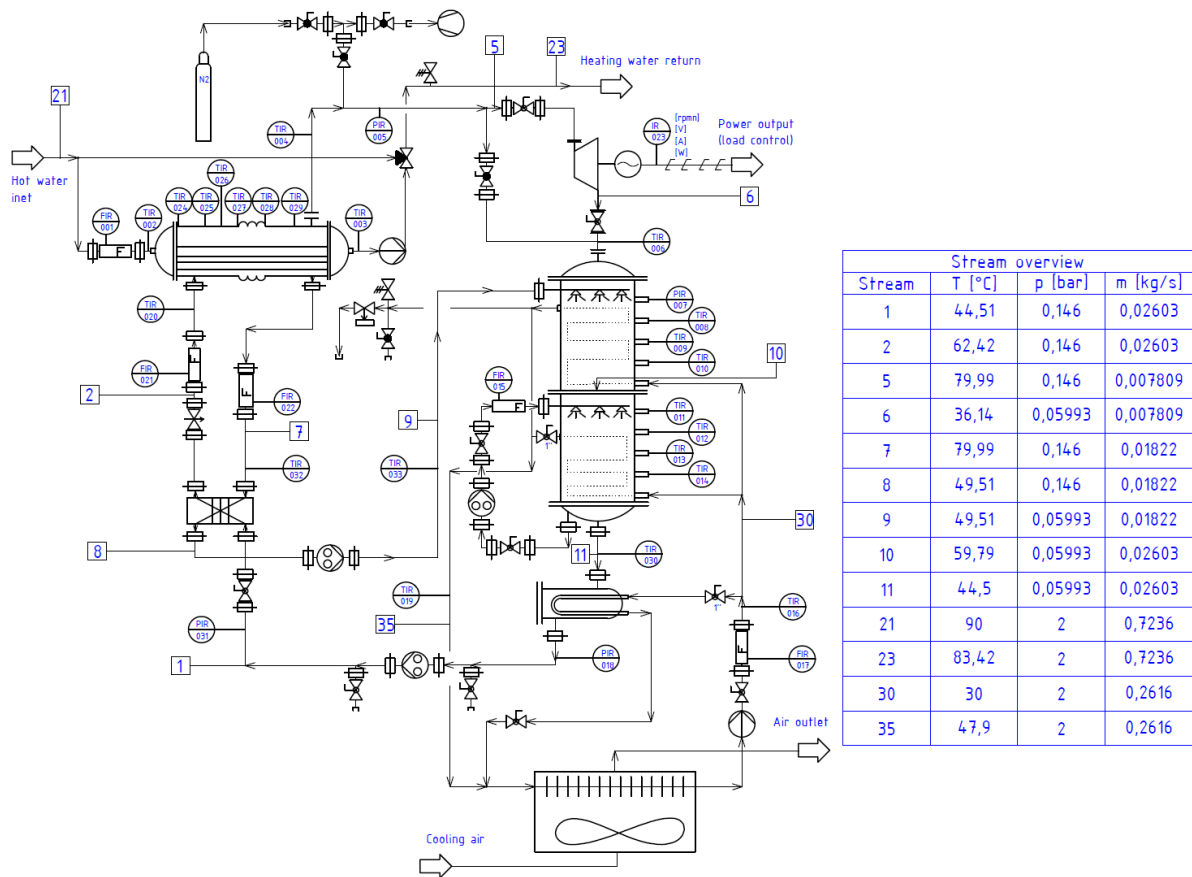 23
5
Heating water return
N2
21
TIR
004
PIR
005
IR
023
[rpmn]
[V]
[A]
[W]
Power output
(load control)
Hot water
inet
TIR
026
TIR
024
TIR
025
TIR
027
TIR
028
TIR
029
FIR
001
TIR
002
TIR
003
F
6
TIR
006
TIR
020
PIR
007
TIR
008
TIR
009
TIR
010
10
F
FIR
021
2
F
FIR
022
7
FIR
015
F
9
TIR
011
TIR
012
TIR
013
TIR
014
1''
TIR
032
TIR
033
30
8
11
TIR
030
TIR
019
1''
TIR
016
PIR
031
35
F
FIR
017
1
PIR
018
Air outlet
Cooling air
Stream overview
Stream T [°C] p [bar] m [kg/s]
1 44,51 0,146 0,02603
2 62,42 0,146 0,02603
5 79,99 0,146 0,007809
6 36,14 0,05993 0,007809
7 79,99 0,146 0,01822
8 49,51 0,146 0,01822
9 49,51 0,05993 0,01822
10 59,79 0,05993 0,02603
11 44,5 0,05993 0,02603
21 90 2 0,7236
23 83,42 2 0,7236
30 30 2 0,2616
35 47,9 2 0,2616